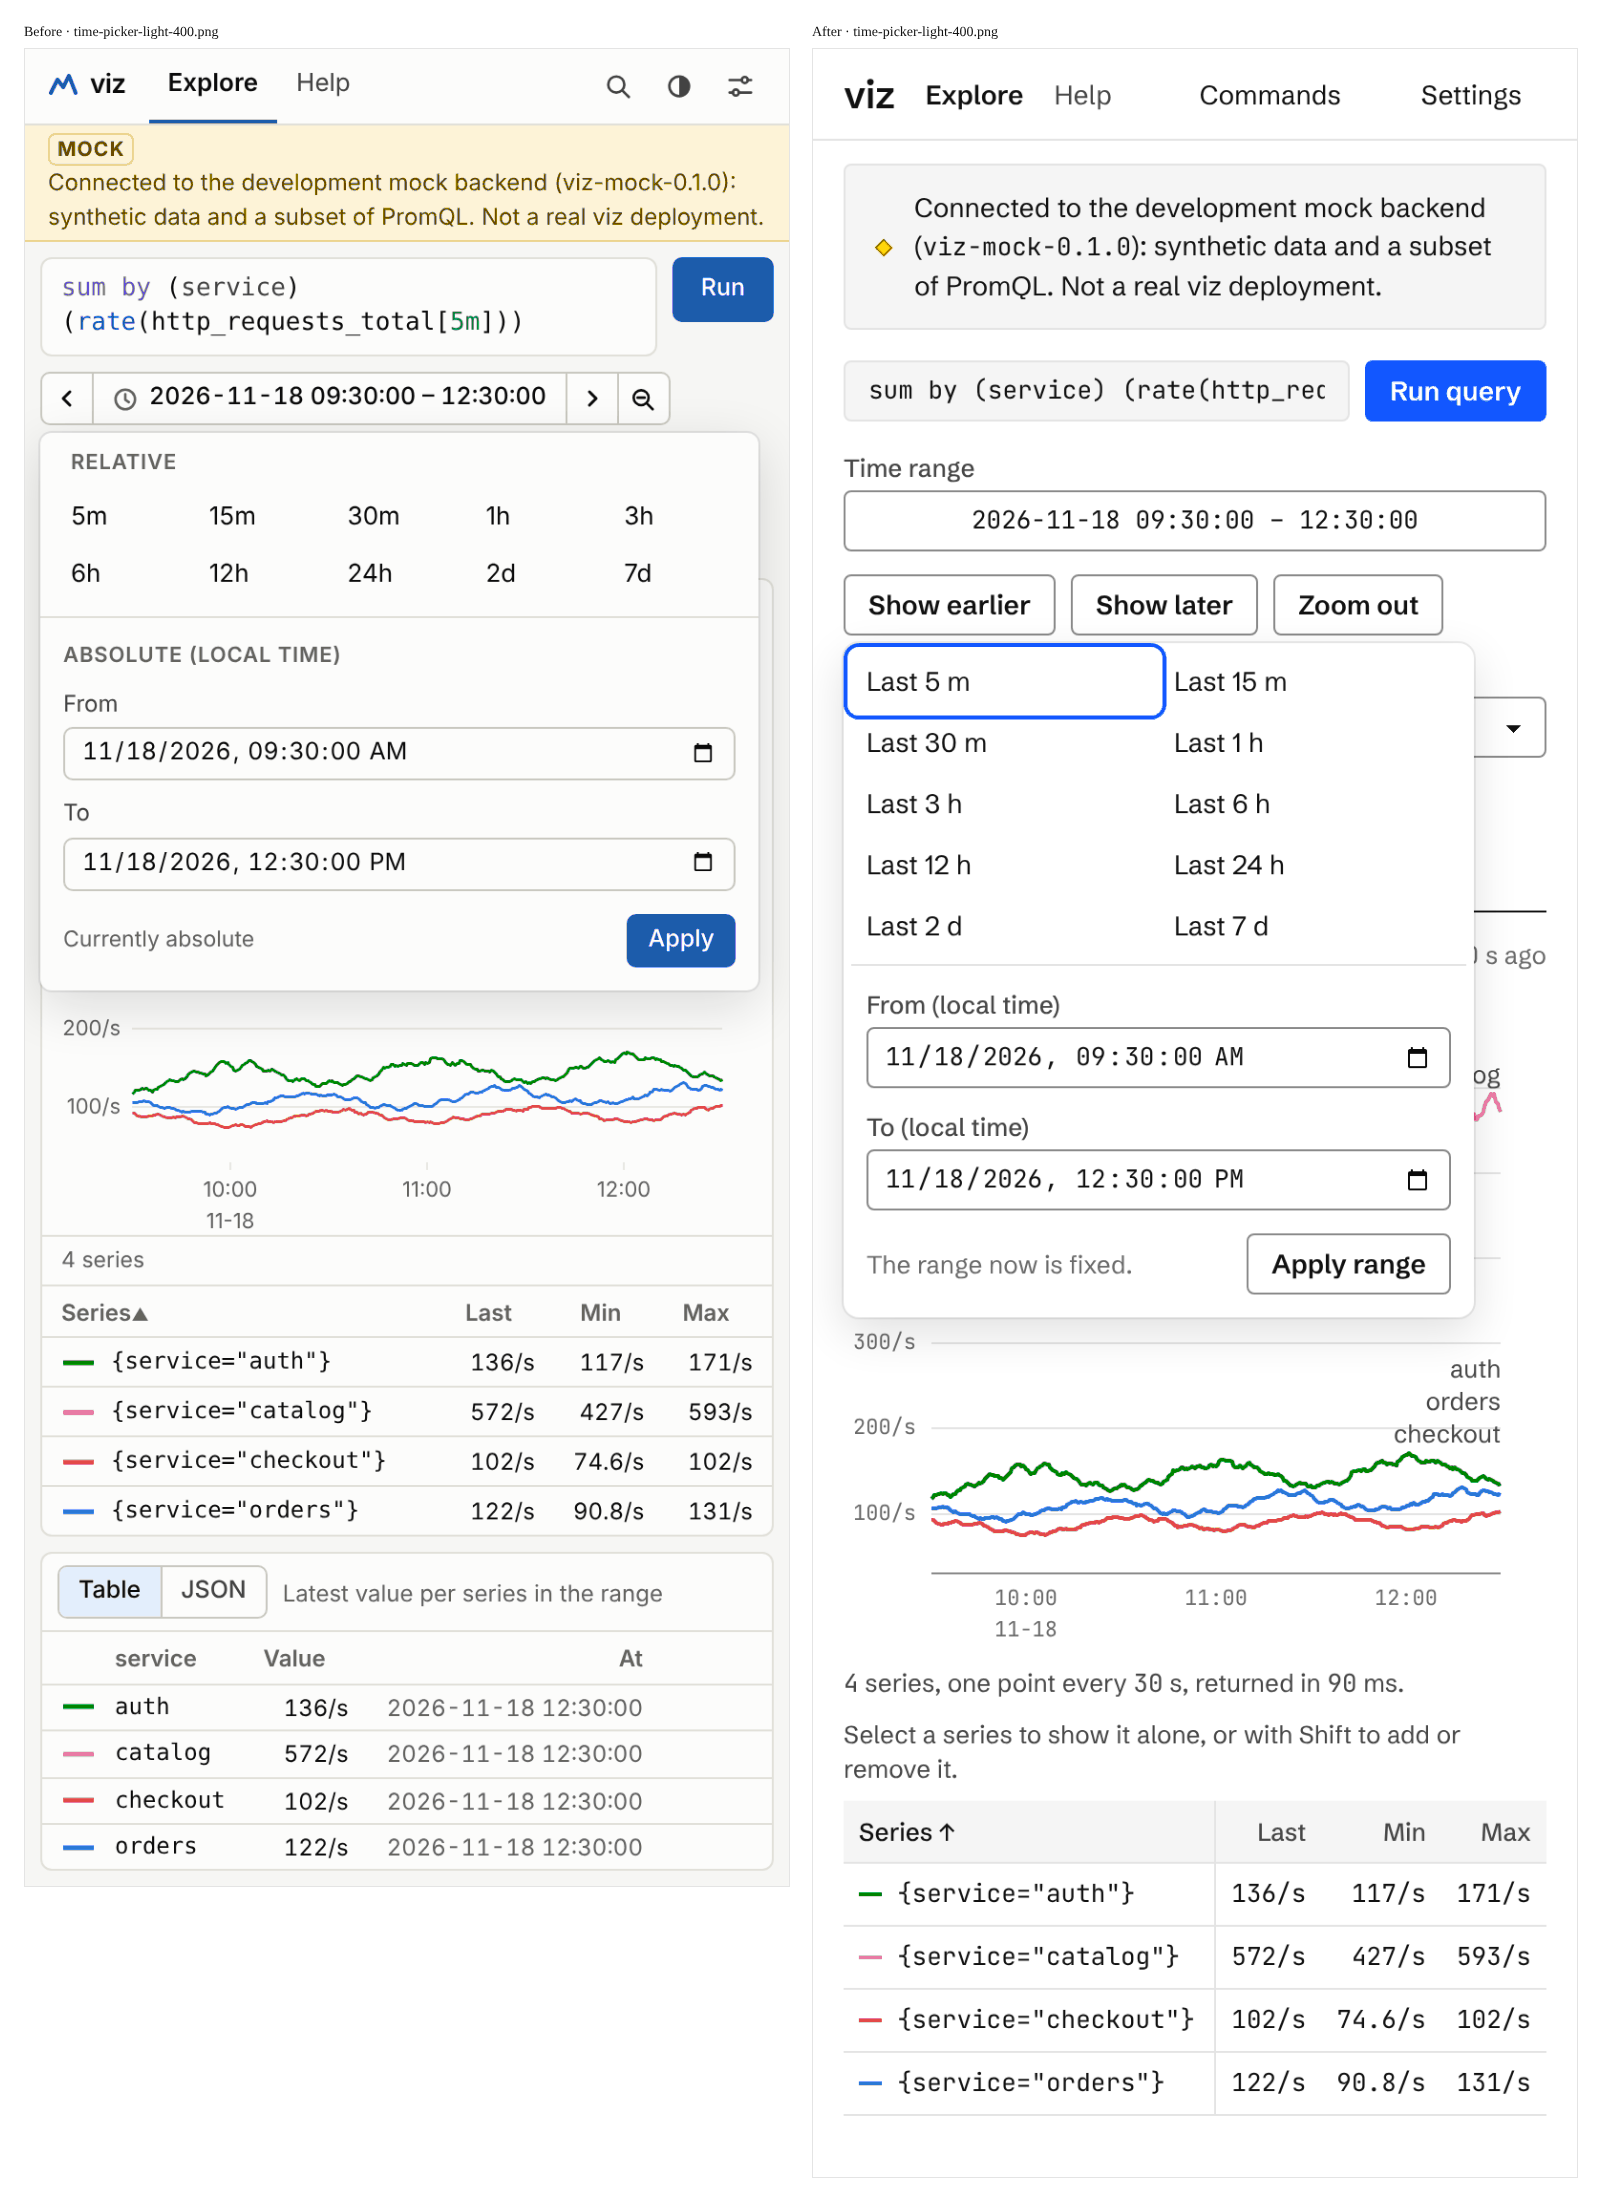 Before · time-picker-light-400.png
viz Explore Help
MOCK
Connected to the development mock backend (viz-mock-0.1.0):
synthetic data and a subset of PromQL. Not a real viz deployment.
sum by (service)
(rate(http_requests_total[5m]))
Run
2026-11-18 09:30:00 – 12:30:00
RELATIVE
5m 15m 30m 1h 3h
6h 12h 24h 2d 7d
ABSOLUTE (LOCAL TIME)
From
11/18/2026, 09:30:00 AM
To
11/18/2026, 12:30:00 PM
Currently absolute Apply
200/s
100/s
10:00 11:00 12:00
11-18
4 series
Series▲ Last Min Max
{service="auth"} 136/s 117/s 171/s
{service="catalog"} 572/s 427/s 593/s
{service="checkout"} 102/s 74.6/s 102/s
{service="orders"} 122/s 90.8/s 131/s
Table JSON Latest value per series in the range
service Value At
auth 136/s 2026-11-18 12:30:00
catalog 572/s 2026-11-18 12:30:00
checkout 102/s 2026-11-18 12:30:00
orders 122/s 2026-11-18 12:30:00
After · time-picker-light-400.png
viz Explore Help Commands Settings
Connected to the development mock backend
(viz-mock-0.1.0): synthetic data and a subset
of PromQL. Not a real viz deployment.
sum by (service) (rate(http_rec
Run query
Time range
2026-11-18 09:30:00 – 12:30:00
Show earlier Show later Zoom out
Last 5 m Last 15 m
Last 30 m Last 1 h
Last 3 h Last 6 h
Last 12 h Last 24 h
Last 2 d Last 7 d
s ago
From (local time)
11/18/2026, 09:30:00 AM
og
To (local time)
11/18/2026, 12:30:00 PM
The range now is fixed. Apply range
300/s
auth
orders
200/s
checkout
100/s
10:00 11:00 12:00
11-18
4 series, one point every 30 s, returned in 90 ms.
Select a series to show it alone, or with Shift to add or
remove it.
Series ↑ Last Min Max
{service="auth"} 136/s 117/s 171/s
{service="catalog"} 572/s 427/s 593/s
{service="checkout"} 102/s 74.6/s 102/s
{service="orders"} 122/s 90.8/s 131/s